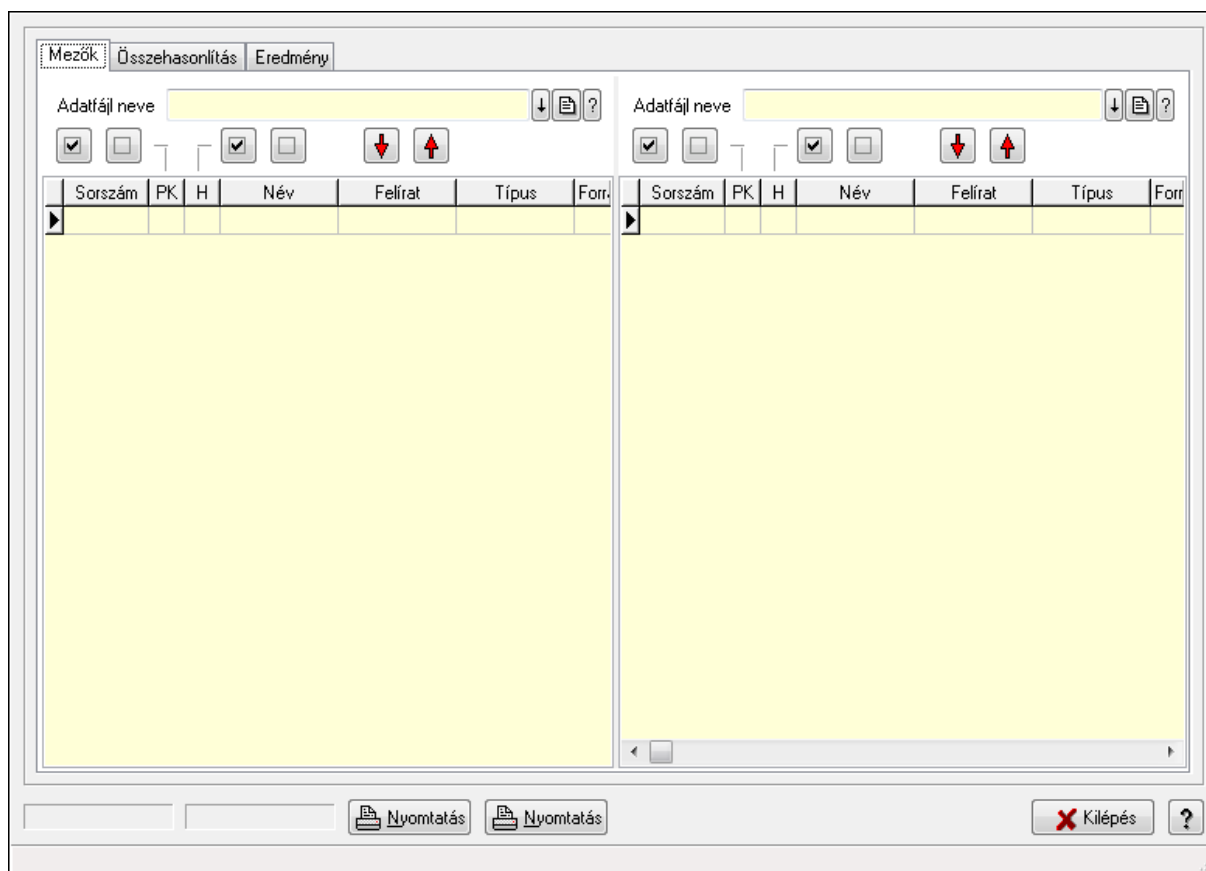 Mezők Összehasonlítás Eredmény
Adatfájl neve ? Adatfájl neve ?
Sorszám PK H Név Felírat Típus Sorszám PK H Név Felírat Típus
Nyomtatás Nyomtatás Kilépés ?